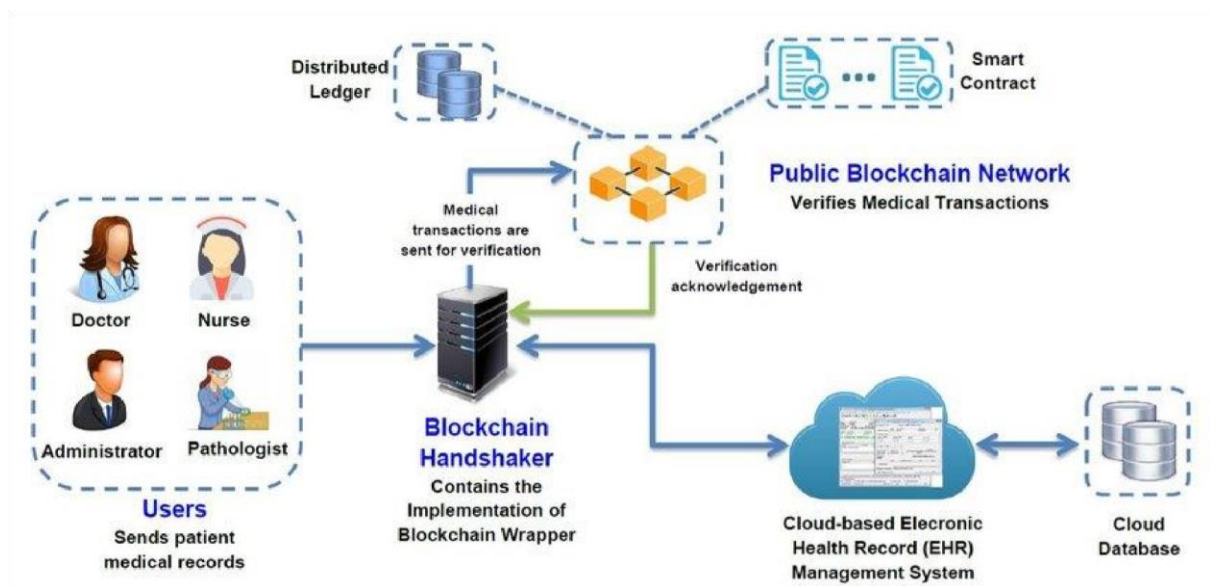 Distributed
Ledger
Smart
Contract
Public Blockchain Network
Verifies Medical Transactions
Medical
transactions are
sent for verification
Verification
acknowledgement
Doctor
Nurse
Administrator
Pathologist
Users
Sends patient
medical records
Blockchain
Handshaker
Contains the
Implementation of
Blockchain Wrapper
Cloud-based Elecronic
Health Record (EHR)
Management System
Cloud
Database